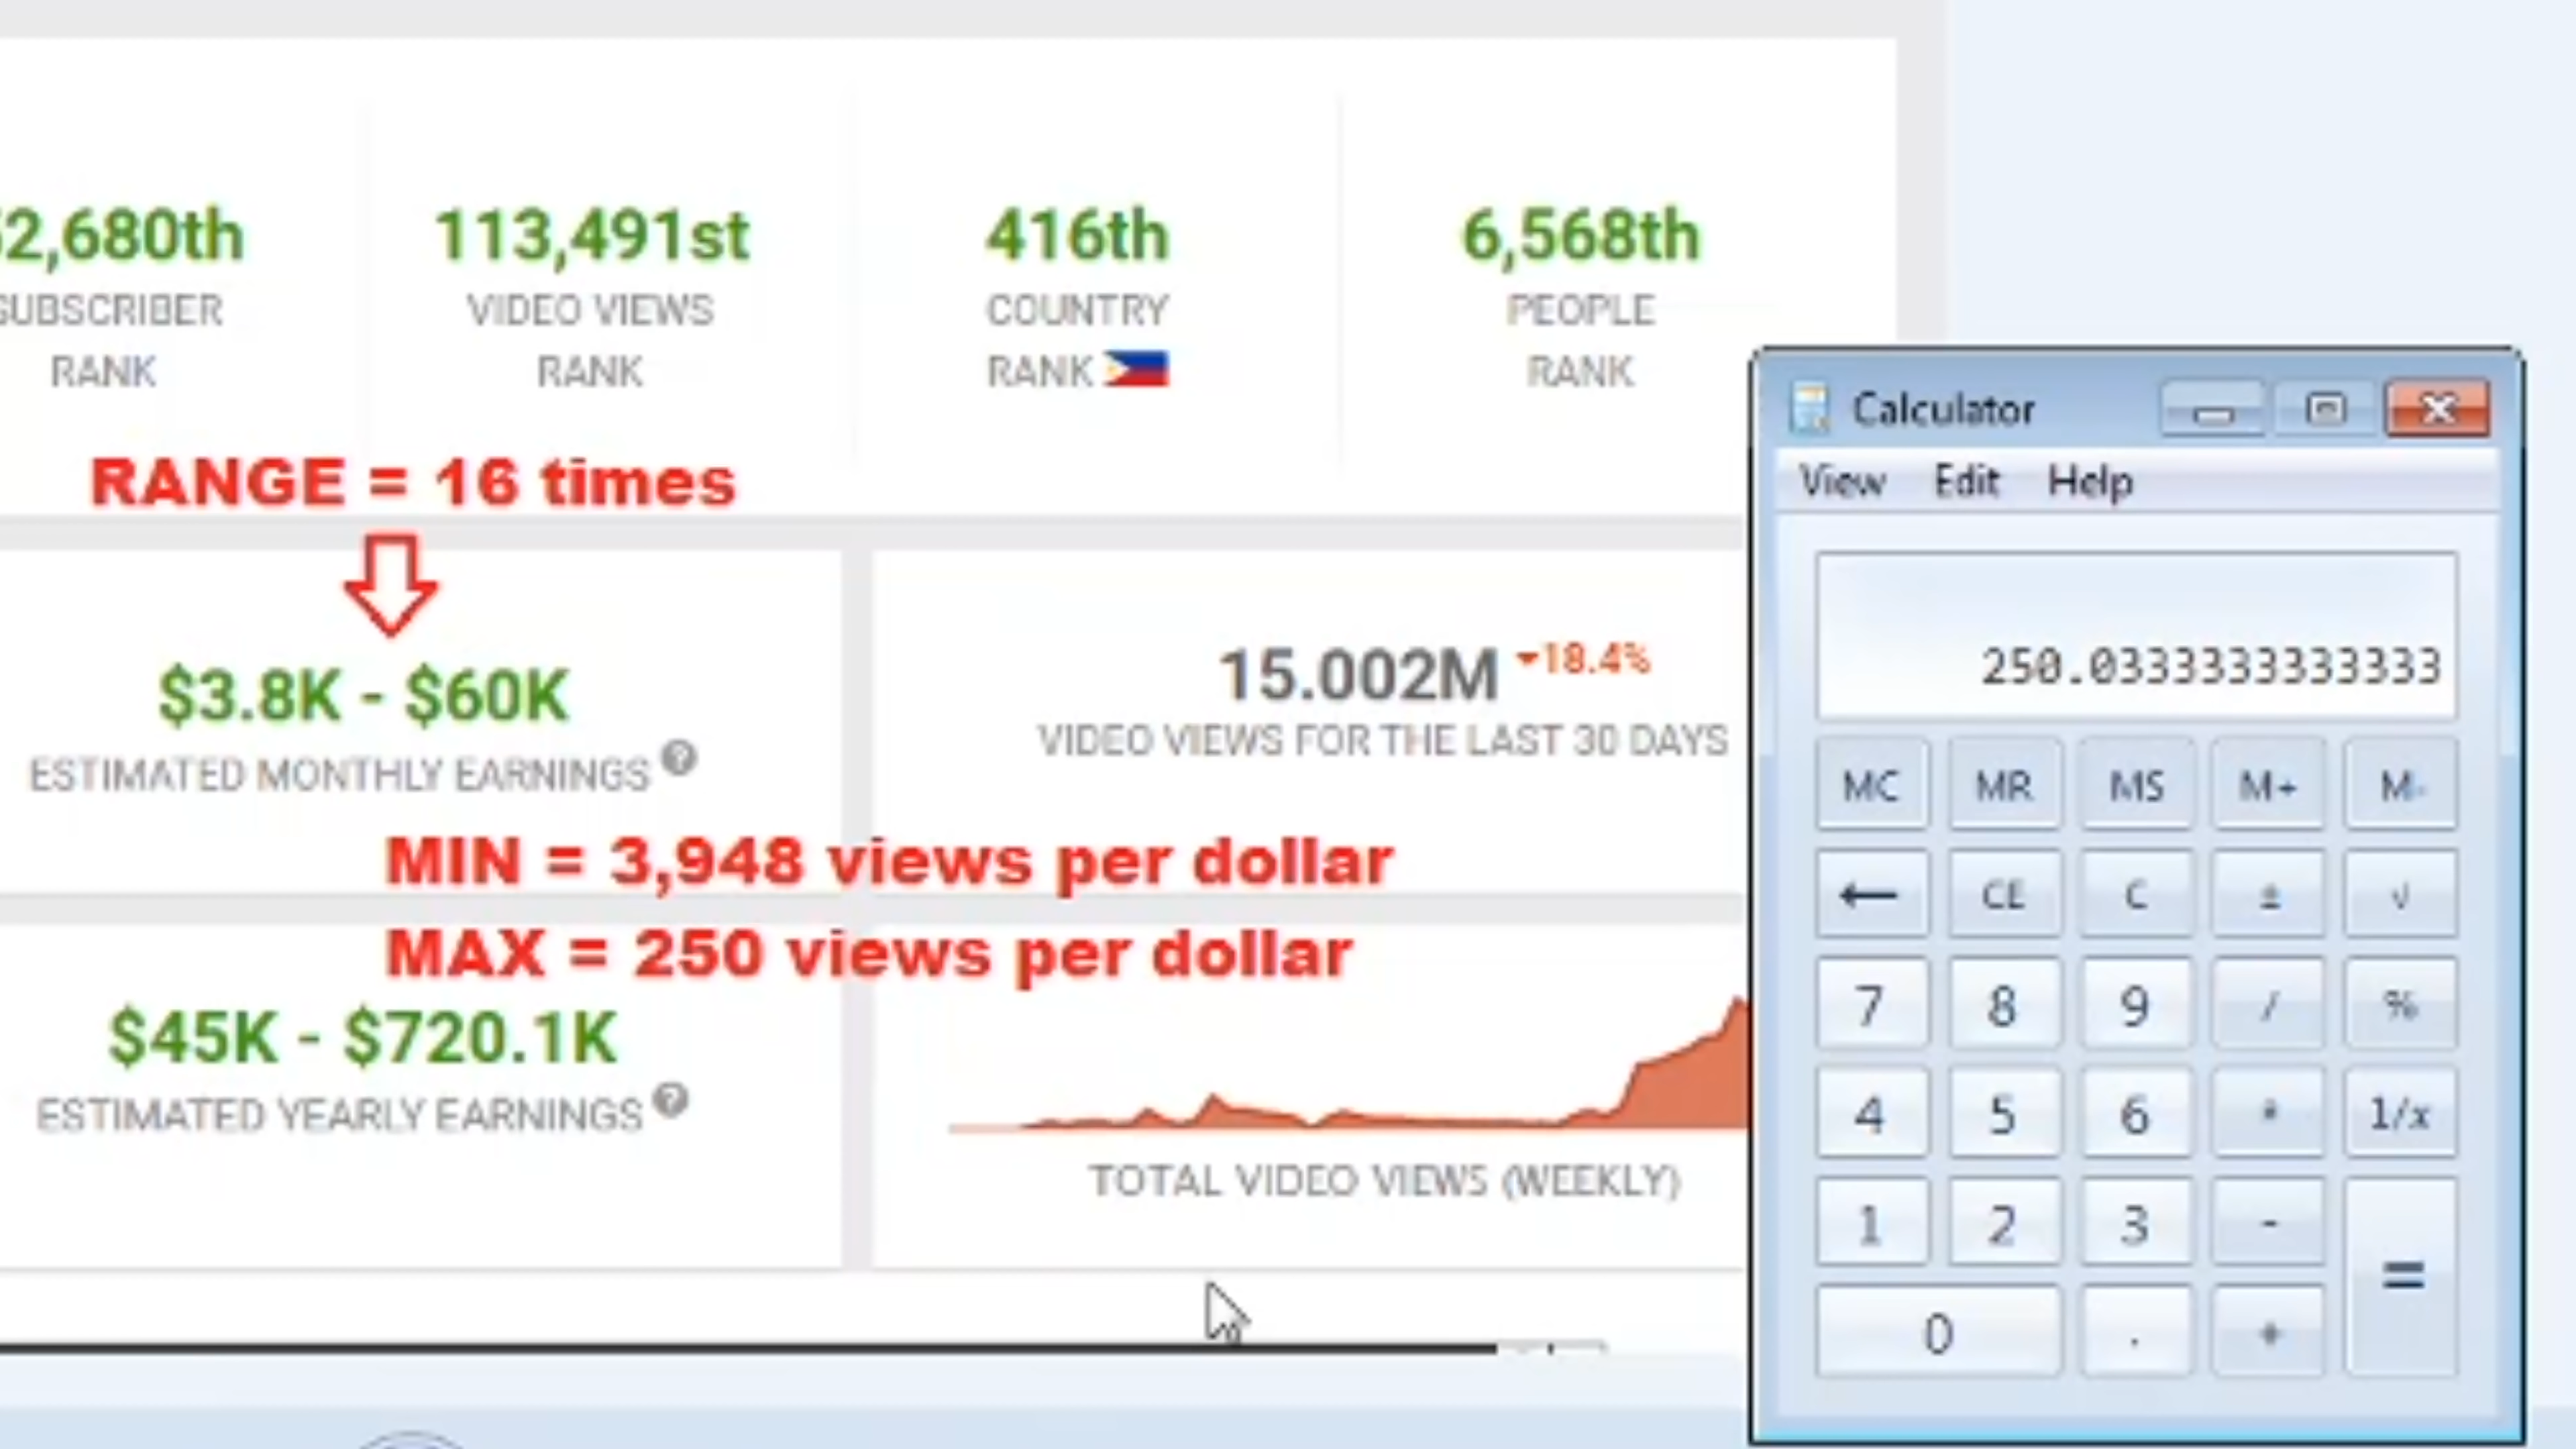 2,680th
SUBSCRIBER
RANK
113,491st
VIDEO VIEWS
RANK
416th
COUNTRY
RANK
6,568th
PEOPLE
RANK
RANGE = 16 times
$3.8K - $60K
ESTIMATED MONTHLY EARNINGS ?
15.002M 18.4%
VIDEO VIEWS FOR THE LAST 30 DAYS
MIN = 3,948 views per dollar
MAX = 250 views per dollar
$45K - $720.1K
ESTIMATED YEARLY EARNINGS ?
TOTAL VIDEO VIEWS (WEEKLY)
Calculator
View Edit Help
250.0333333333333
MC MR MS M+ M-
← CE C ± √
7 8 9 / %
4 5 6 * 1/x
1 2 3 - =
0 . +